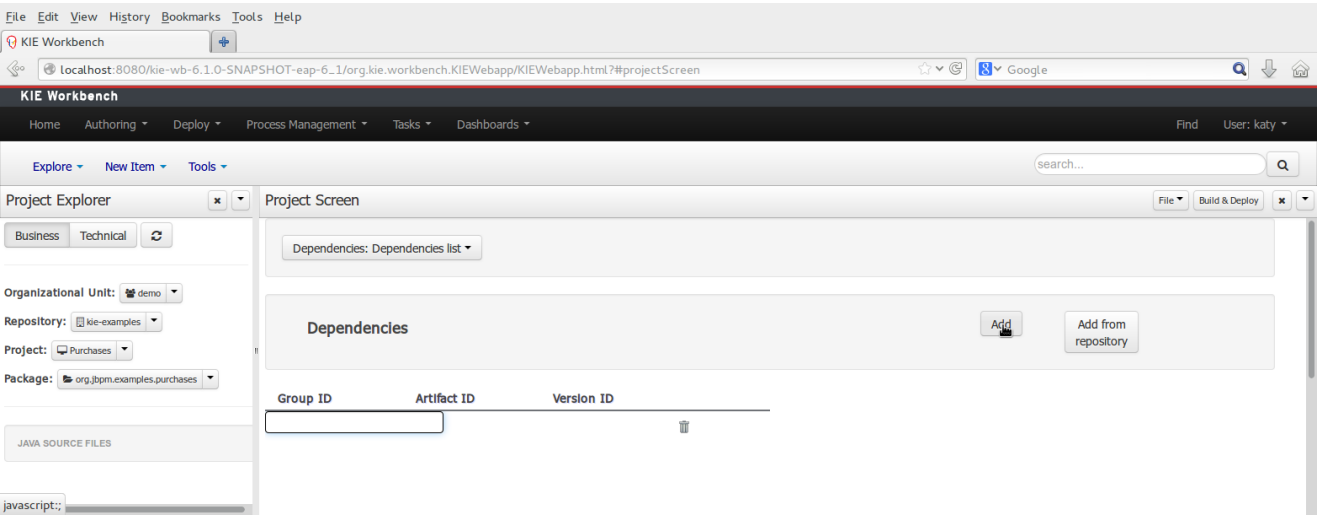 File Edit View History Bookmarks Tools Help
KIE Workbench
localhost:8080/kie-wb-6.1.0-SNAPSHOT-eap-6_1/org.kie.workbench.KIEWebapp/KIEWebapp.html?#projectScreen
Google
KIE Workbench
Home Authoring Deploy Process Management Tasks Dashboards Find User: katy
Explore New Item Tools search...
Project Explorer
Project Screen File Build & Deploy
Business Technical
Dependencies: Dependencies list
Organizational Unit: demo
Repository: kie-examples
Project: Purchases
Package: org.jbpm.examples.purchases
JAVA SOURCE FILES
Dependencies Add Add from
repository
Group ID Artifact ID Version ID
javascript:;